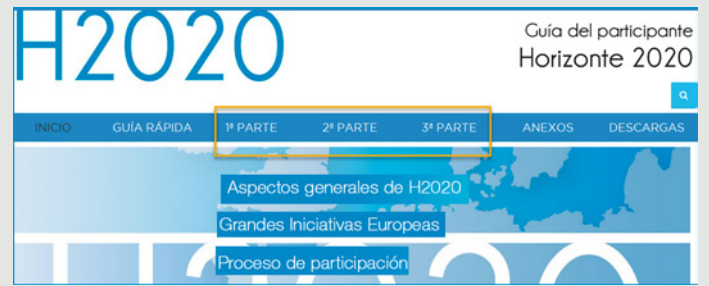 H2020
Guía del participante
Horizonte 2020
INICIO GUÍA RÁPIDA 1ª PARTE 2ª PARTE 3ª PARTE ANEXOS DESCARGAS
Aspectos generales de H2020
Grandes Iniciativas Europeas
Proceso de participación
H2020